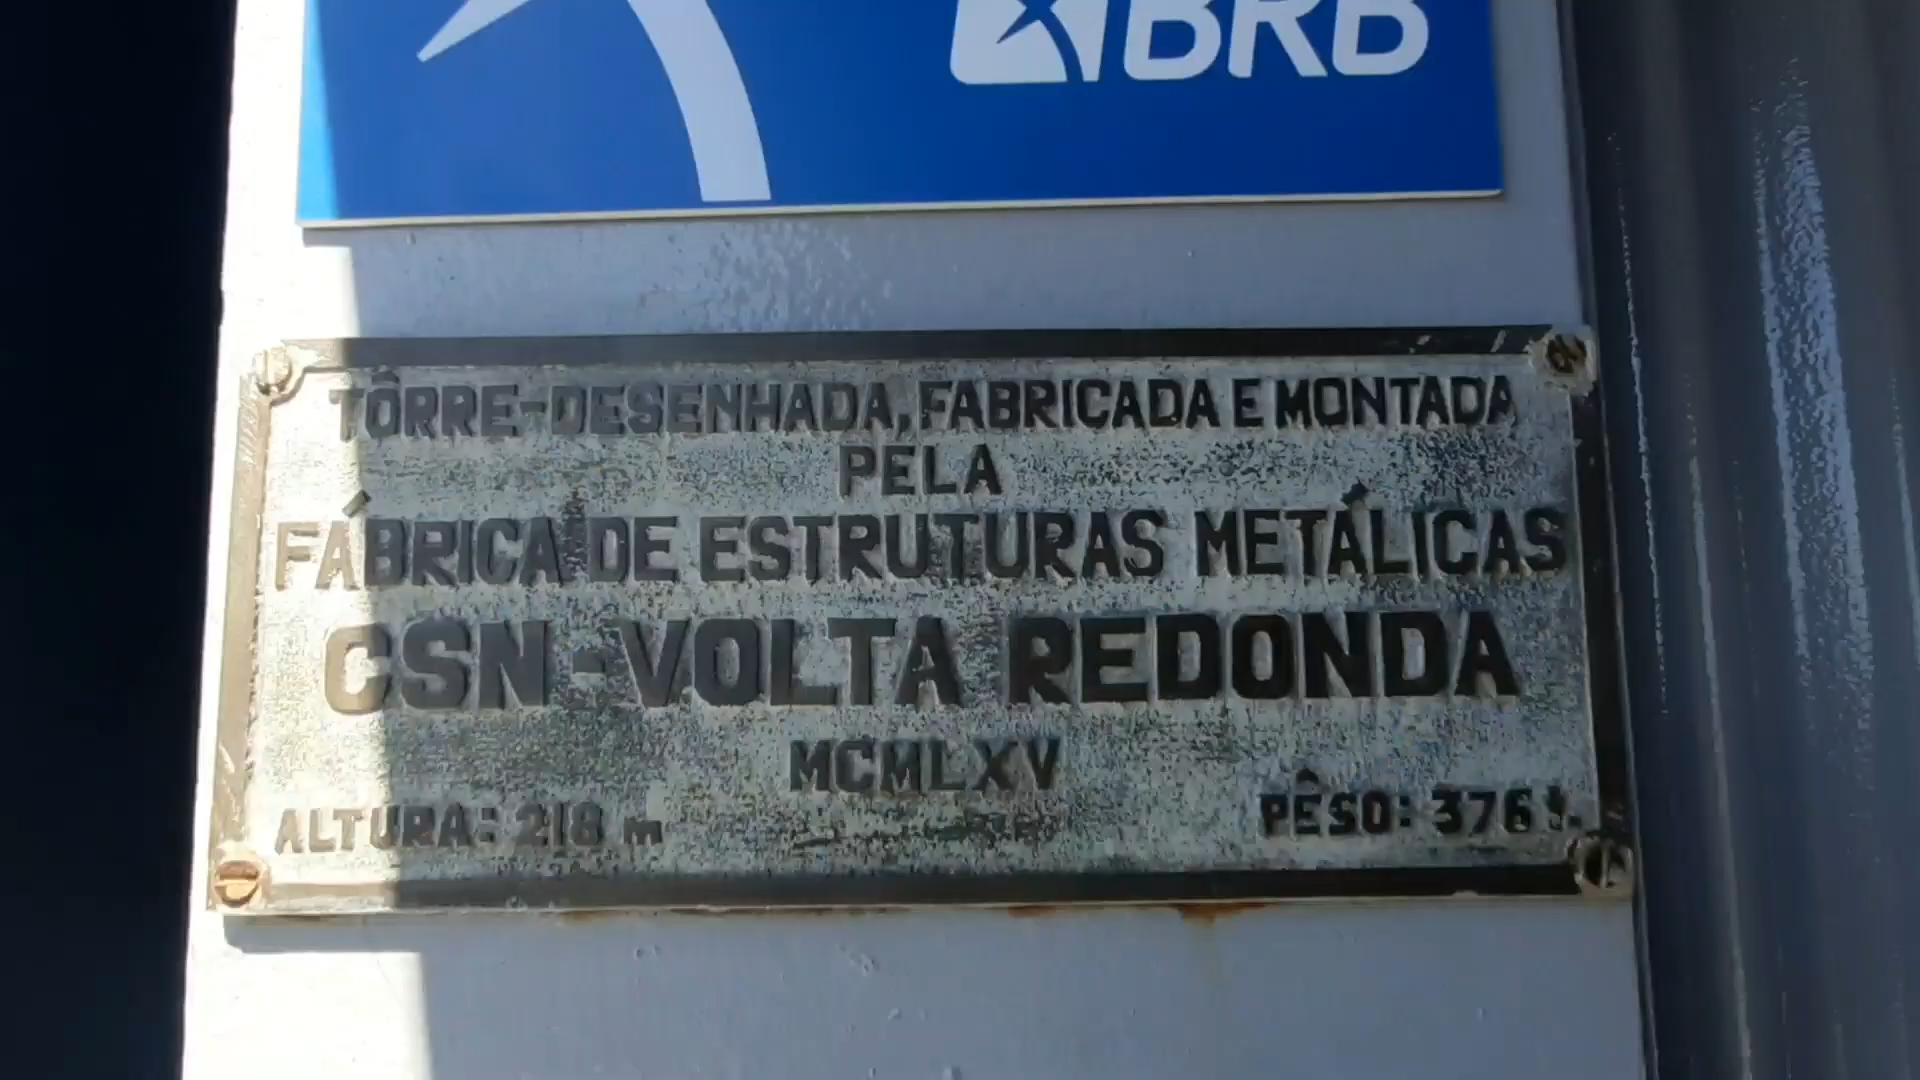 BRB
TÔRRE-DESENHADA, FABRICADA E MONTADA
PELA
FÁBRICA DE ESTRUTURAS METÁLICAS
CSN-VOLTA REDONDA
MCMLXV
ALTURA: 218 m
PÊSO: 376 t.